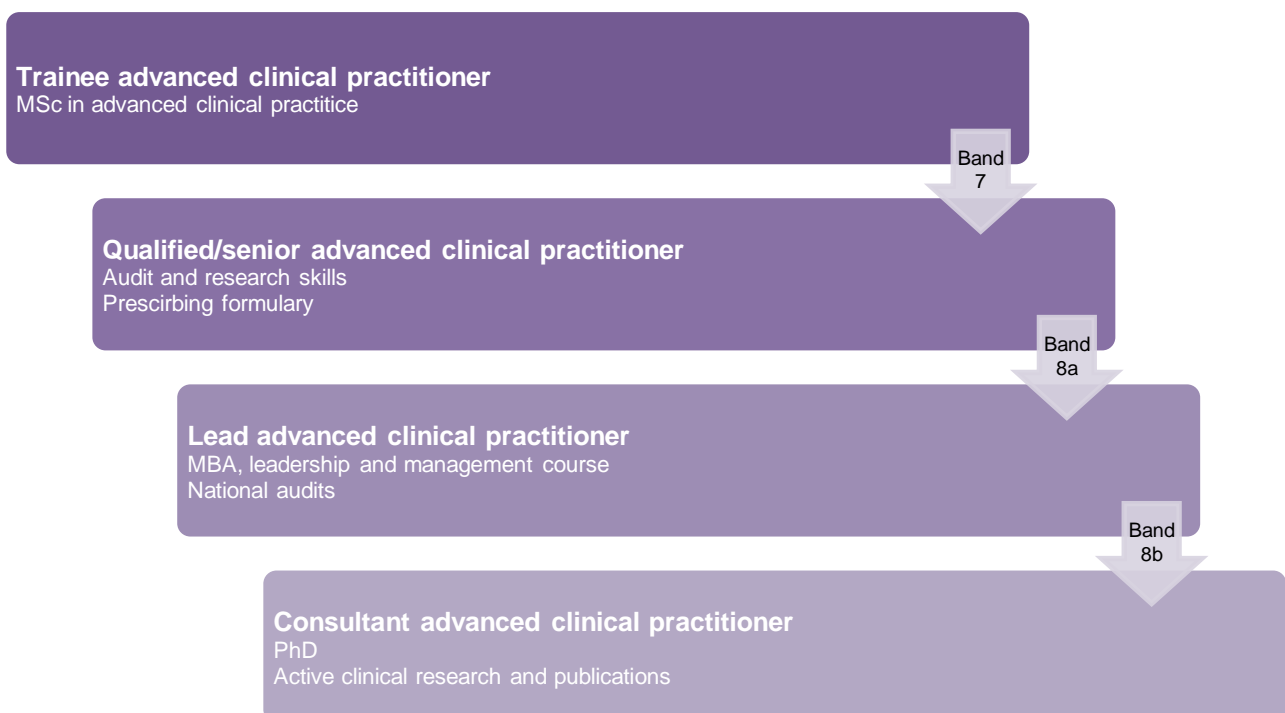 Trainee advanced clinical practitioner
MSc in advanced clinical practitice
Band
7
Qualified/senior advanced clinical practitioner
Audit and research skills
Prescirbing formulary
Band
8a
Lead advanced clinical practitioner
MBA, leadership and management course
National audits
Band
8b
Consultant advanced clinical practitioner
PhD
Active clinical research and publications